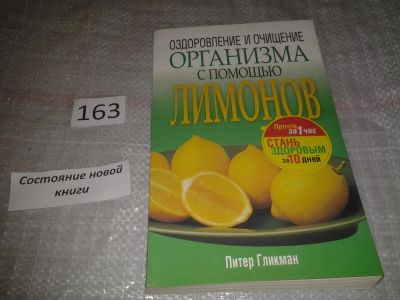 ОЗДОРОВЛЕНИЕ И ОЧИЩЕНИЕ
ОРГАНИЗМА
С ПОМОЩЬЮ
ЛИМОНОВ
Прочти
за 1 час
СТАНЬ
ЗДОРОВЫМ
за 10 дней
Питер Гликман
163
Состояние новой
книги